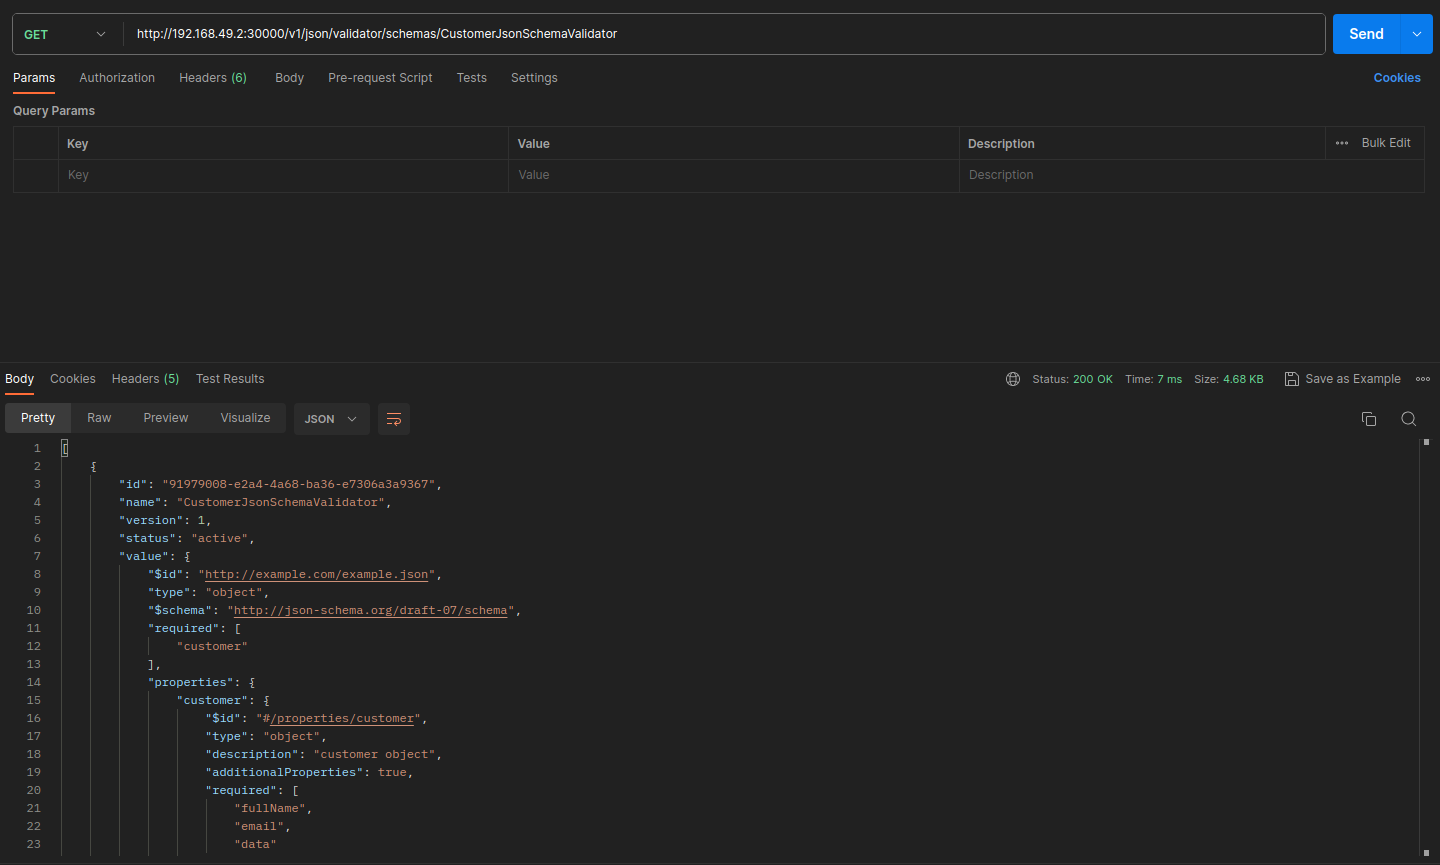 GET http://192.168.49.2:30000/v1/json/validator/schemas/CustomerJsonSchemaValidator Send
Params Authorization Headers (6) Body Pre-request Script Tests Settings Cookies
Query Params
Key Value Description ••• Bulk Edit
Key Value Description
Body Cookies Headers (5) Test Results Status: 200 OK Time: 7 ms Size: 4.68 KB Save as Example •••
Pretty Raw Preview Visualize JSON
1 [
2 {
3 "id": "91979008-e2a4-4a68-ba36-e7306a3a9367",
4 "name": "CustomerJsonSchemaValidator",
5 "version": 1,
6 "status": "active",
7 "value": {
8 "$id": "http://example.com/example.json",
9 "type": "object",
10 "$schema": "http://json-schema.org/draft-07/schema",
11 "required": [
12 "customer"
13 ],
14 "properties": {
15 "customer": {
16 "$id": "#/properties/customer",
17 "type": "object",
18 "description": "customer object",
19 "additionalProperties": true,
20 "required": [
21 "fullName",
22 "email",
23 "data"